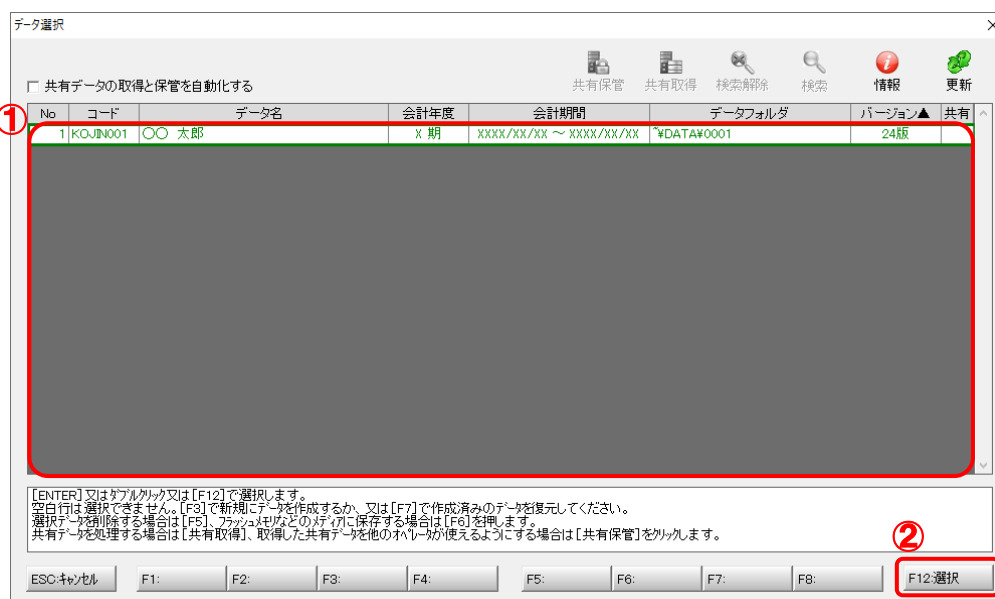 データ選択
共有データの取得と保管を自動化する
共有保管 共有取得 検索解除 検索 情報 更新
①
No コード データ名 会計年度 会計期間 データフォルダ バージョン▲ 共有
1 KOJIN001 〇〇 太郎 X 期 XXXX/XX/XX ～ XXXX/XX/XX ~¥DATA¥0001 24版
[ENTER]又はダブルクリック又は[F12]で選択します。
空白行は選択できません。[F3]で新規にデータを作成するか、又は[F7]で作成済みのデータを復元してください。
選択データを削除する場合は[F5]、フラッシュメモリなどのメディアに保存する場合は[F6]を押します。
共有データを処理する場合は[共有取得]、取得した共有データを他のオペレータが使えるようにする場合は[共有保管]をクリックします。
②
ESC:キャンセル F1: F2: F3: F4: F5: F6: F7: F8: F12:選択